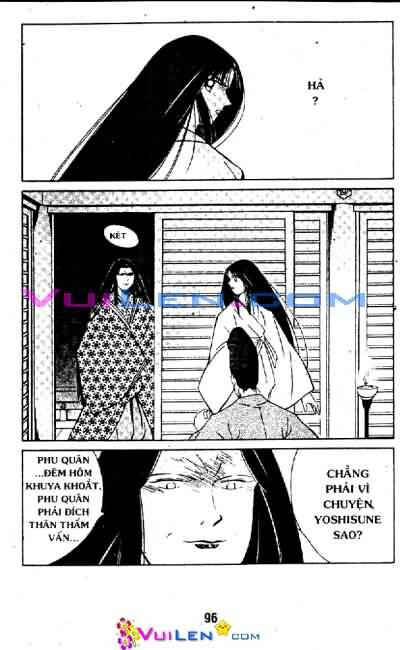 HẢ
?
KÉT
VUILEN.COM
PHU QUÂN
...ĐÊM HÔM
KHUYA KHOẮT,
PHU QUÂN
PHẢI ĐÍCH
THÂN THẨM
VẤN...
CHẲNG
PHẢI VÌ
CHUYỆN,
YOSHISUNE
SAO?
96
VUILEN.COM